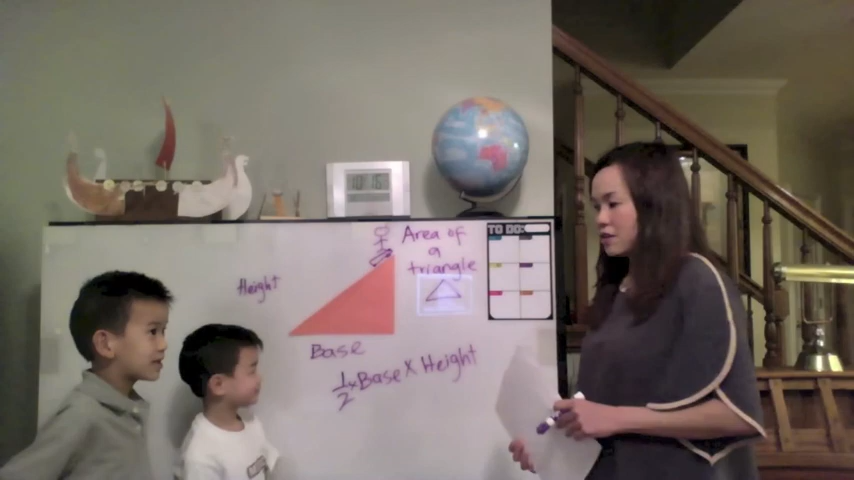 Area of
a
triangle
TO DO:
Height
Base
1/2 x Base x Height